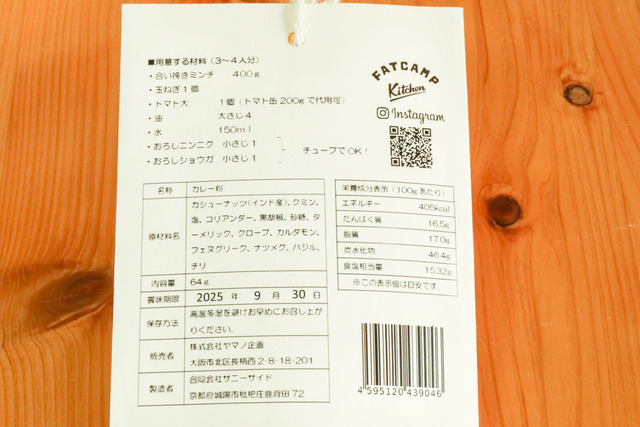 ■用意する材料（3～4人分）
・合い挽きミンチ　400g
・玉ねぎ1個
・トマト大　1個（トマト缶200gで代用可）
・油　大さじ4
・水　150ml
・おろしニンニク　小さじ1
・おろしショウガ　小さじ1
チューブでOK！
FATCAMP
Kitchen
Instagram
名称　カレー粉
原材料名　カシューナッツ(インド産)、クミン、
塩、コリアンダー、黒胡椒、砂糖、ター
メリック、クローブ、カルダモン、
フェヌグリーク、ナツメグ、バジル、
チリ
内容量　64g
賞味期限　2025 年 9 月 30 日
保存方法　高温多湿を避けお早めにお召し上が
りください。
販売者　株式会社ヤマノ企画
大阪市北区長柄西2-8-18-201
製造者　合同会社サニーサイド
京都府城陽市枇杷庄鹿背田72
栄養成分表示（100gあたり）
エネルギー　406kcal
たんぱく質　16.5g
脂質　17.0g
炭水化物　46.4g
食塩相当量　15.32g
※この表示値は目安です。
4 595120 439046